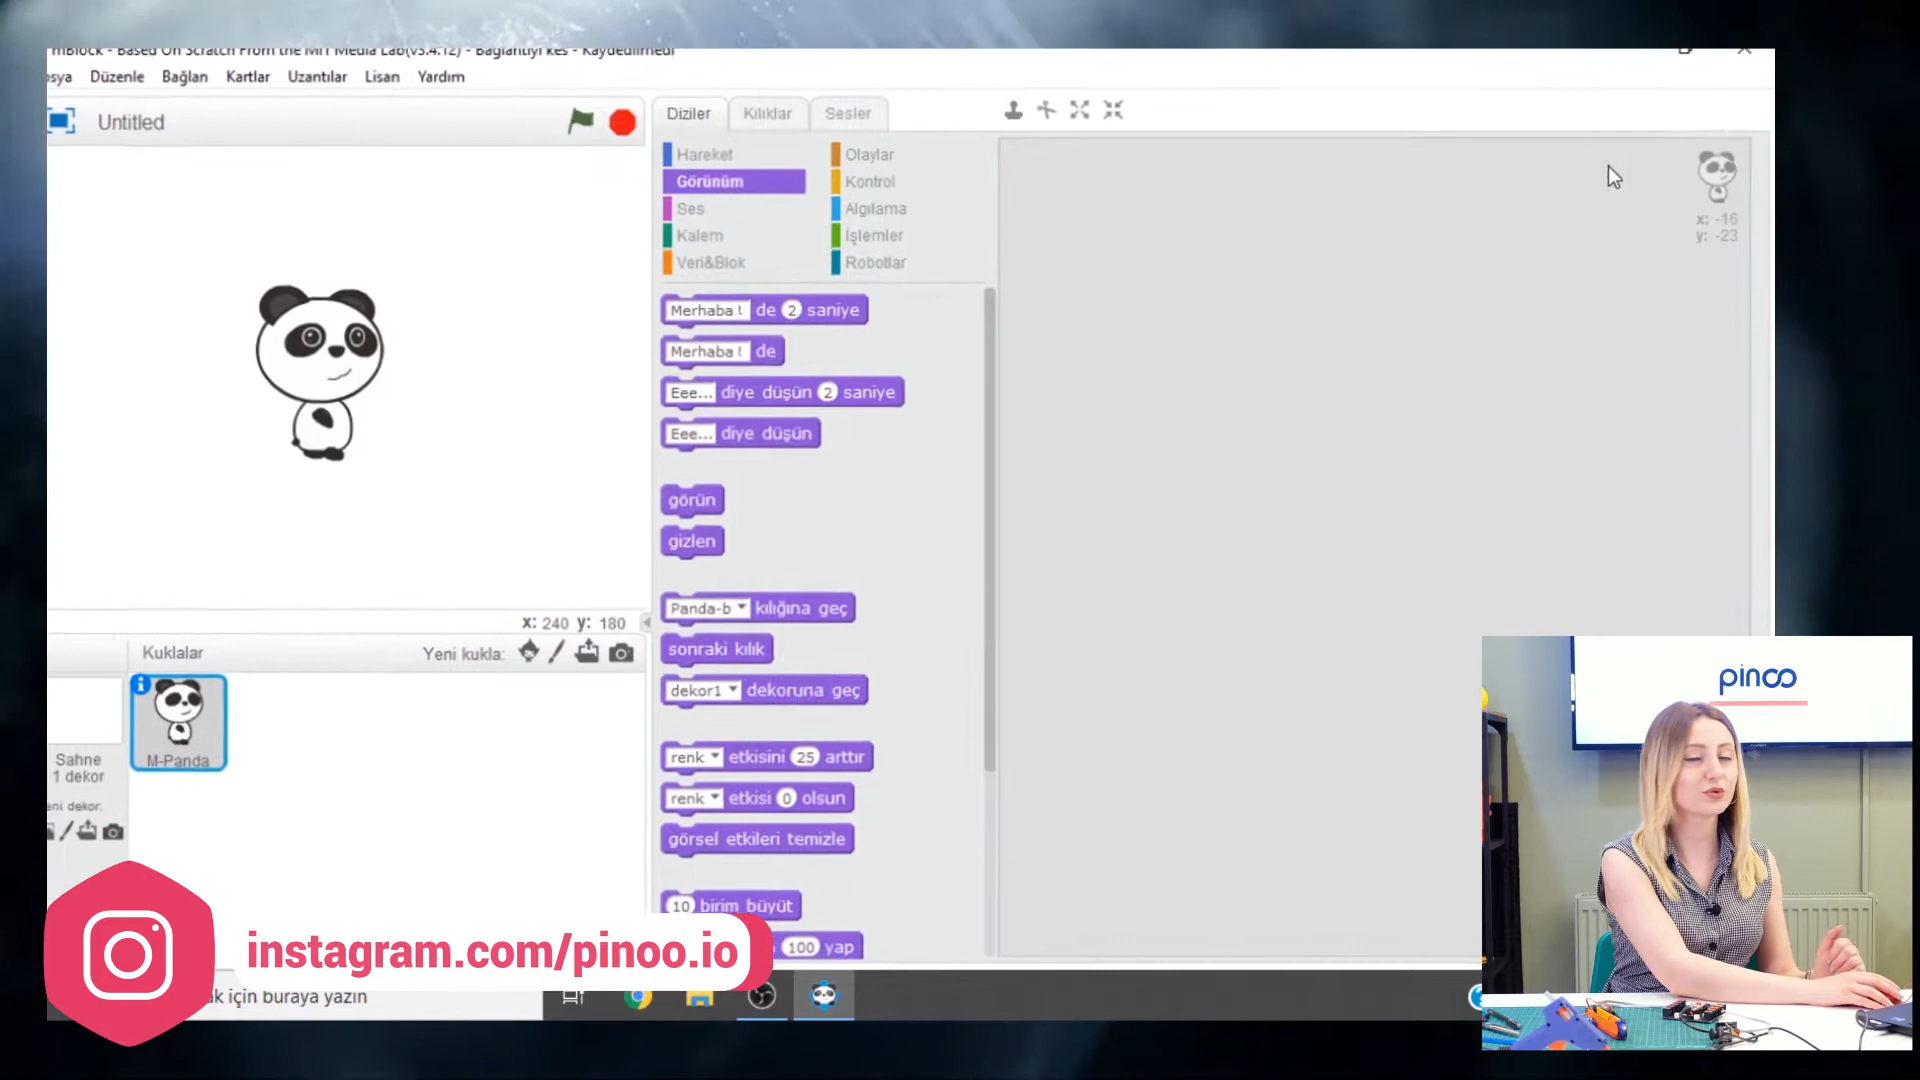 mBlock - Based On Scratch From the MIT Media Lab(v3.4.12) - Bağlantıyı kes - Kaydedilmedi
osya Düzenle Bağlan Kartlar Uzantılar Lisan Yardım
Untitled
Diziler Kılıklar Sesler
Hareket Olaylar
Görünüm Kontrol
Ses Algılama
Kalem İşlemler
Veri&Blok Robotlar
x: -16
y: -23
Merhaba! de 2 saniye
Merhaba! de
Eee... diye düşün 2 saniye
Eee... diye düşün
görün
gizlen
Panda-b kılığına geç
sonraki kılık
dekor1 dekoruna geç
renk etkisini 25 arttır
renk etkisi 0 olsun
görsel etkileri temizle
10 birim büyüt
100 yap
x: 240 y: 180
Kuklalar Yeni kukla:
M-Panda
Sahne
1 dekor
eni dekor:
pinoo
instagram.com/pinoo.io
ak için buraya yazın